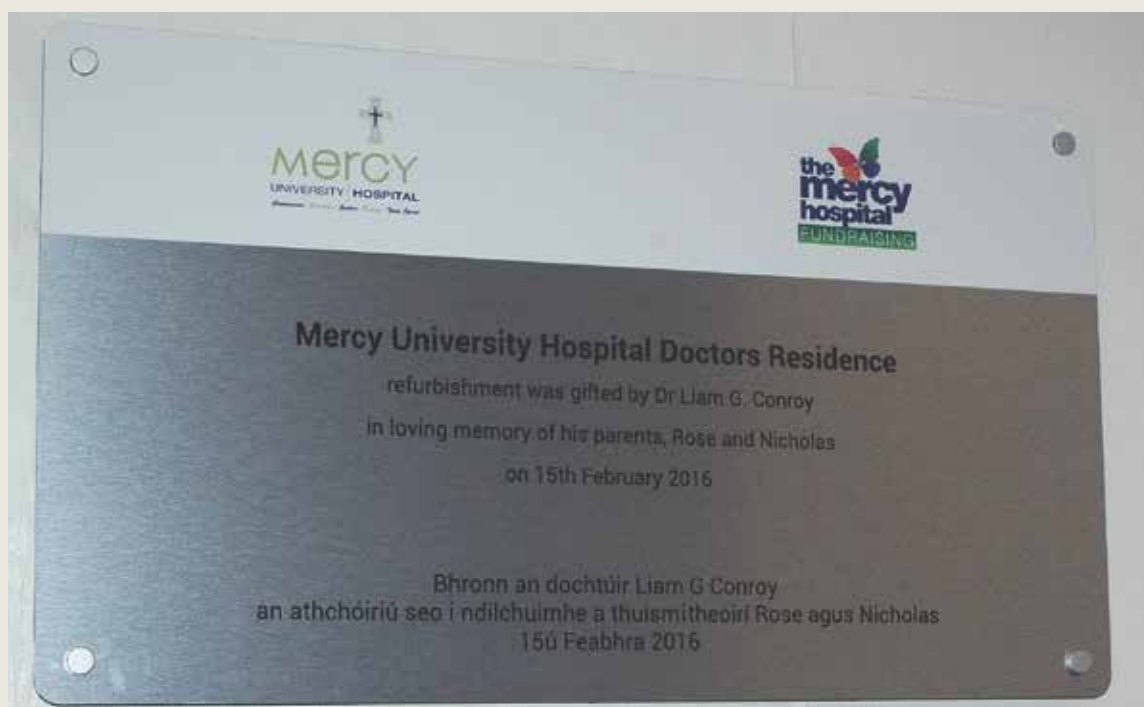 Mercy
UNIVERSITY HOSPITAL
the
mercy
hospital
FUNDRAISING
Mercy University Hospital Doctors Residence
refurbishment was gifted by Dr Liam G. Conroy
in loving memory of his parents, Rose and Nicholas
on 15th February 2016
Bhronn an dochtúir Liam G Conroy
an athchóiriú seo i ndilchuimhe a thuismitheoirí Rose agus Nicholas
15ú Feabhra 2016